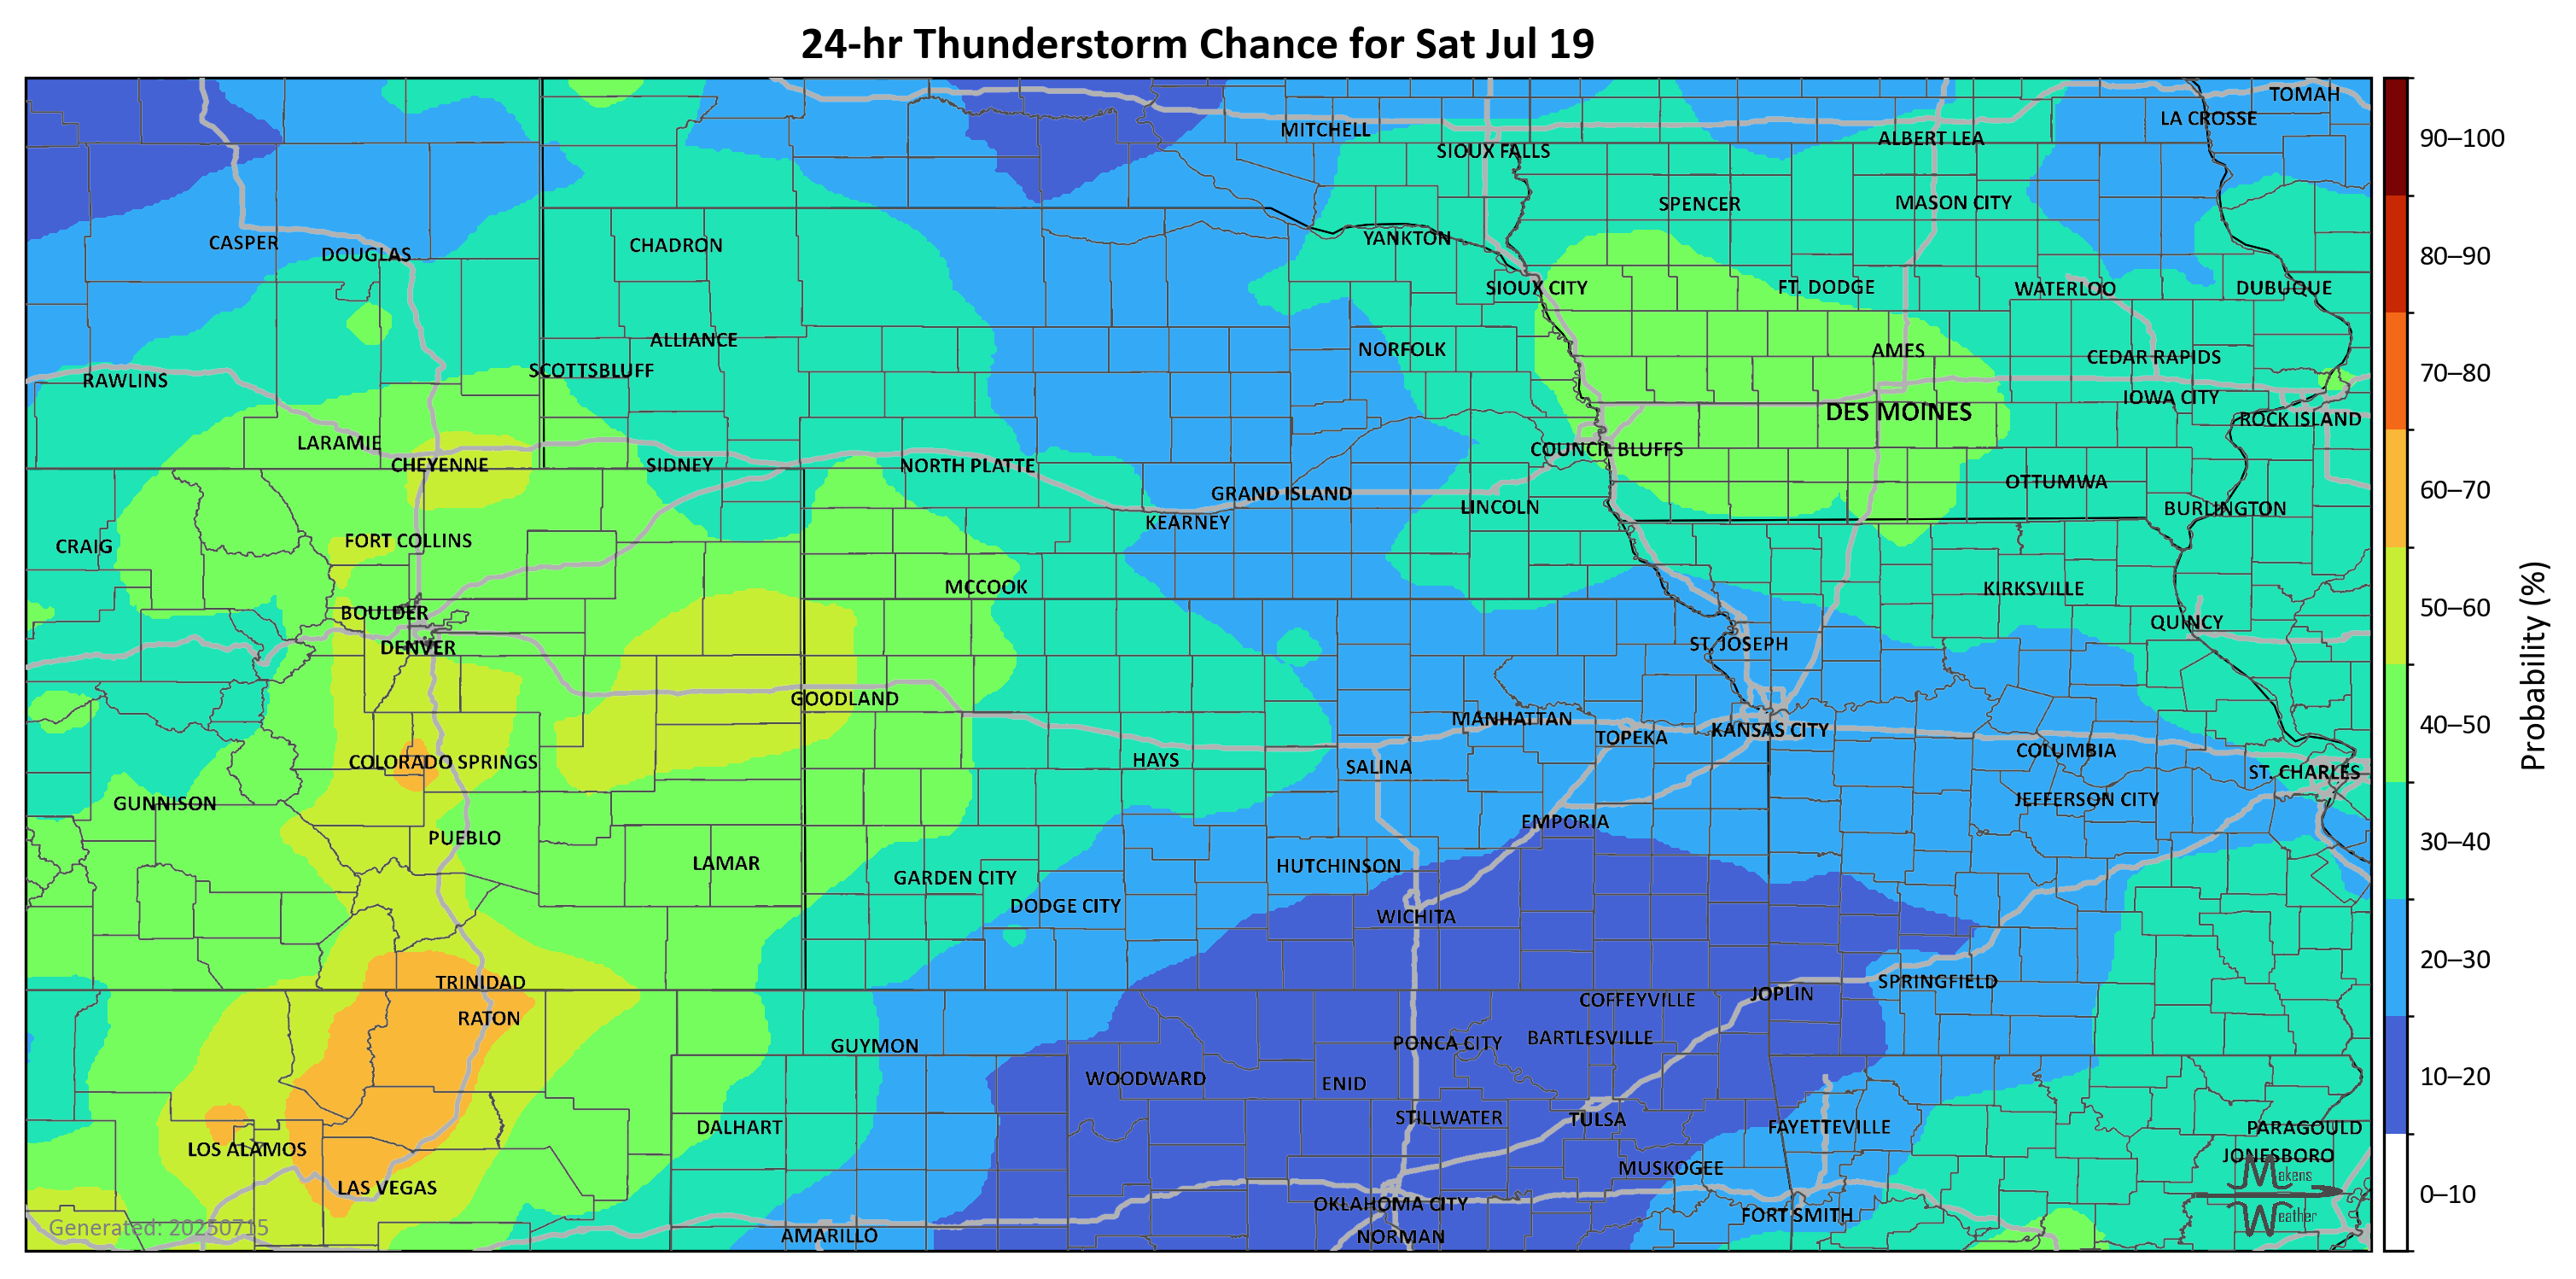 24-hr Thunderstorm Chance for Sat Jul 19
TOMAH
LA CROSSE
MITCHELL
ALBERT LEA
SIOUX FALLS
SPENCER
MASON CITY
CASPER
DOUGLAS
CHADRON
YANKTON
SIOUX CITY
FT. DODGE
WATERLOO
DUBUQUE
ALLIANCE
NORFOLK
AMES
CEDAR RAPIDS
RAWLINS
SCOTTSBLUFF
IOWA CITY
DES MOINES
ROCK ISLAND
LARAMIE
COUNCIL BLUFFS
CHEYENNE
SIDNEY
NORTH PLATTE
OTTUMWA
GRAND ISLAND
LINCOLN
BURLINGTON
KEARNEY
CRAIG
FORT COLLINS
MCCOOK
KIRKSVILLE
BOULDER
QUINCY
DENVER
ST. JOSEPH
GOODLAND
MANHATTAN
KANSAS CITY
TOPEKA
COLUMBIA
COLORADO SPRINGS
HAYS
SALINA
ST. CHARLES
GUNNISON
JEFFERSON CITY
EMPORIA
PUEBLO
LAMAR
HUTCHINSON
GARDEN CITY
DODGE CITY
WICHITA
TRINIDAD
SPRINGFIELD
JOPLIN
COFFEYVILLE
RATON
GUYMON
PONCA CITY
BARTLESVILLE
WOODWARD
ENID
STILLWATER
TULSA
DALHART
FAYETTEVILLE
PARAGOULD
LOS ALAMOS
JONESBORO
MUSKOGEE
LAS VEGAS
OKLAHOMA CITY
FORT SMITH
AMARILLO
NORMAN
Generated: 20250715
Makens
Weather
90–100
80–90
70–80
60–70
50–60
40–50
30–40
20–30
10–20
0–10
Probability (%)